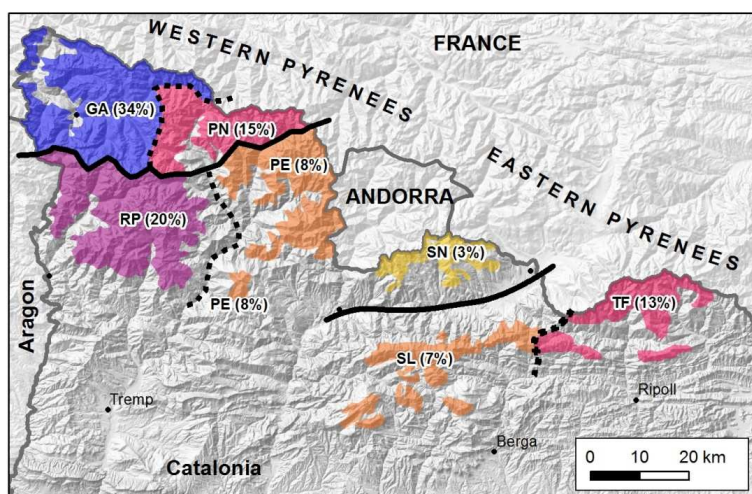 WESTERN PYRENEES
FRANCE
GA (34%)
PN (15%)
PE (8%)
EASTERN PYRENEES
ANDORRA
RP (20%)
SN (3%)
PE (8%)
TF (13%)
Aragon
SL (7%)
Tremp
Ripoll
Berga
Catalonia
0 10 20 km